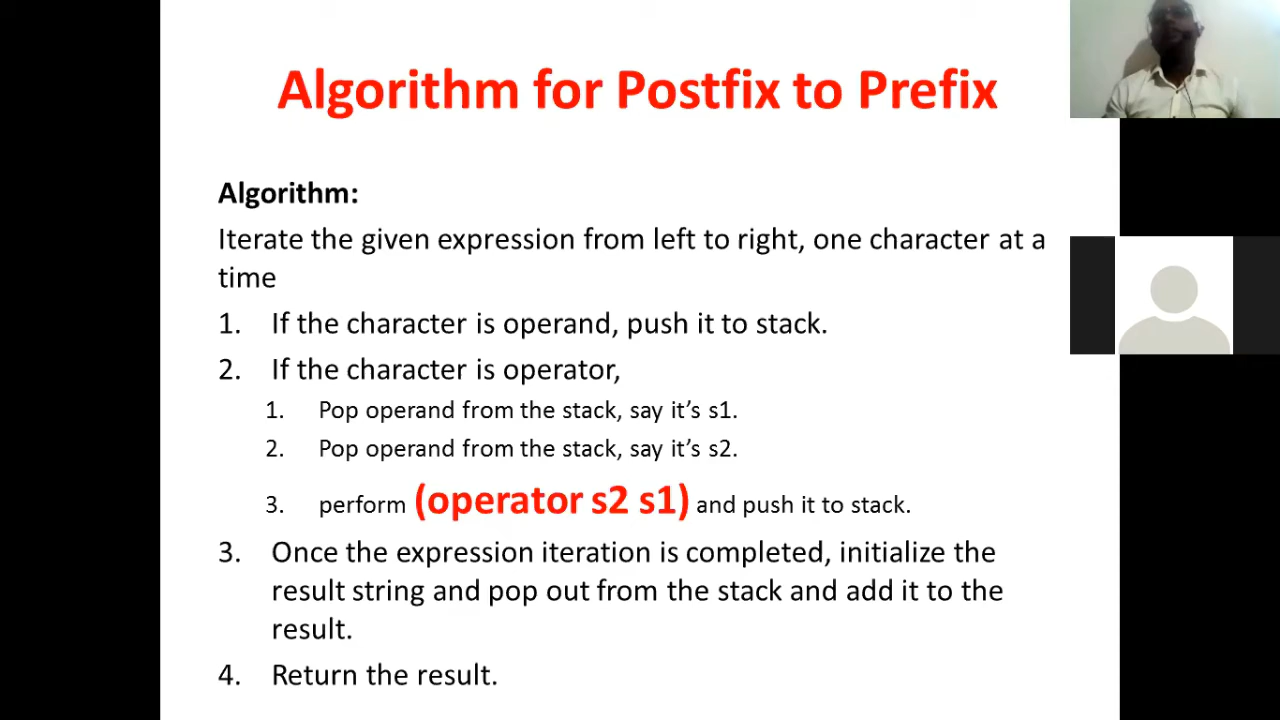 Algorithm for Postfix to Prefix
Algorithm:
Iterate the given expression from left to right, one character at a
time
1. If the character is operand, push it to stack.
2. If the character is operator,
1. Pop operand from the stack, say it’s s1.
2. Pop operand from the stack, say it’s s2.
3. perform (operator s2 s1) and push it to stack.
3. Once the expression iteration is completed, initialize the
result string and pop out from the stack and add it to the
result.
4. Return the result.